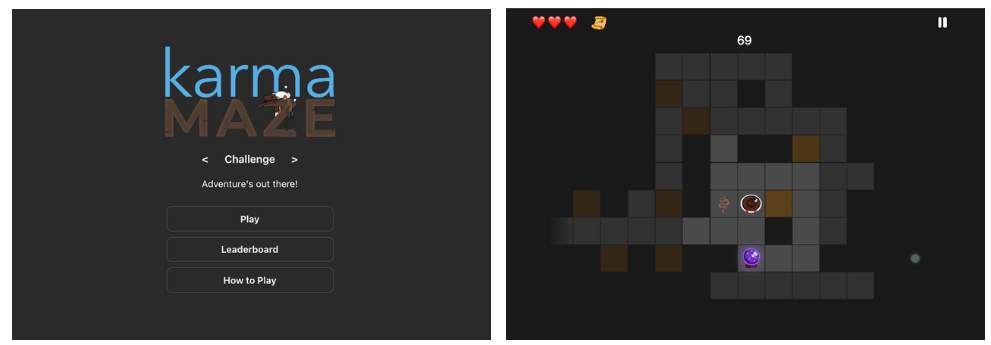 karma
MAZE
< Challenge >
Adventure's out there!
Play
Leaderboard
How to Play
69